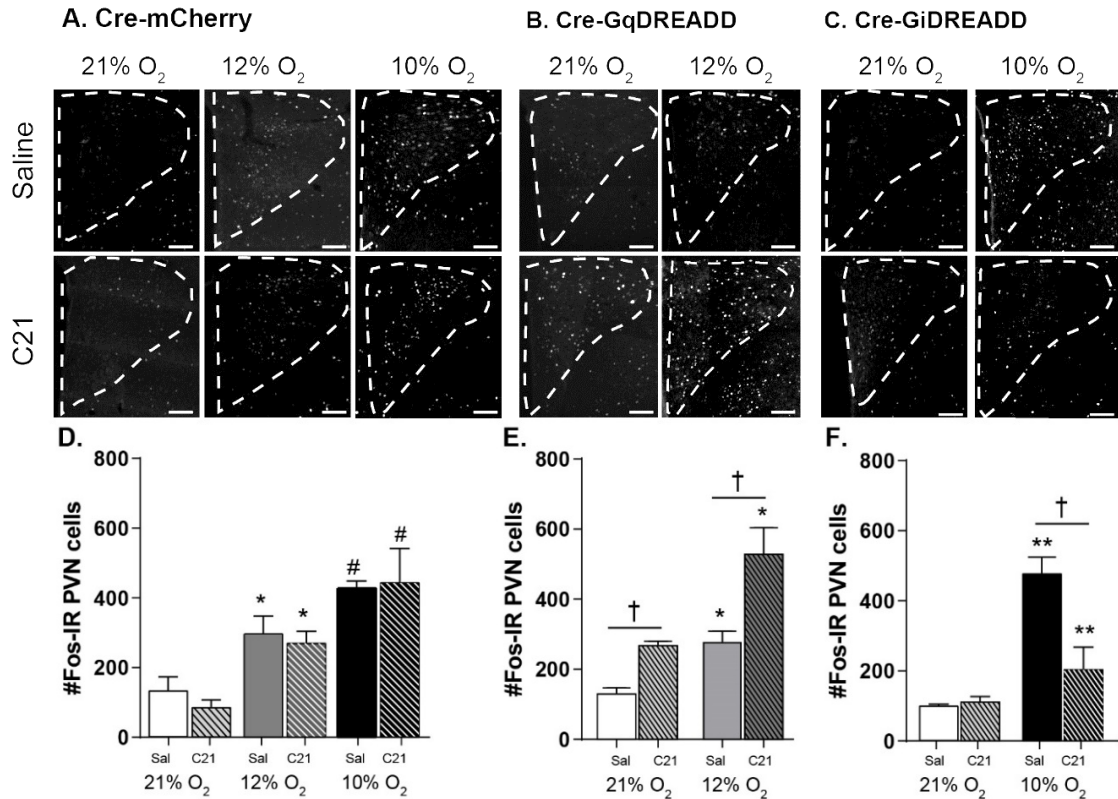 A. Cre-mCherry
B. Cre-GqDREADD
C. Cre-GiDREADD
21% O2 12% O2 10% O2
21% O2 12% O2
21% O2 10% O2
Saline
C21
D.
#Fos-IR PVN cells
800
600
400
200
0
* * # #
Sal C21 Sal C21 Sal C21
21% O2 12% O2 10% O2
E.
#Fos-IR PVN cells
800
600
400
200
0
† * † *
Sal C21 Sal C21
21% O2 12% O2
F.
#Fos-IR PVN cells
800
600
400
200
0
** † **
Sal C21 Sal C21
21% O2 10% O2